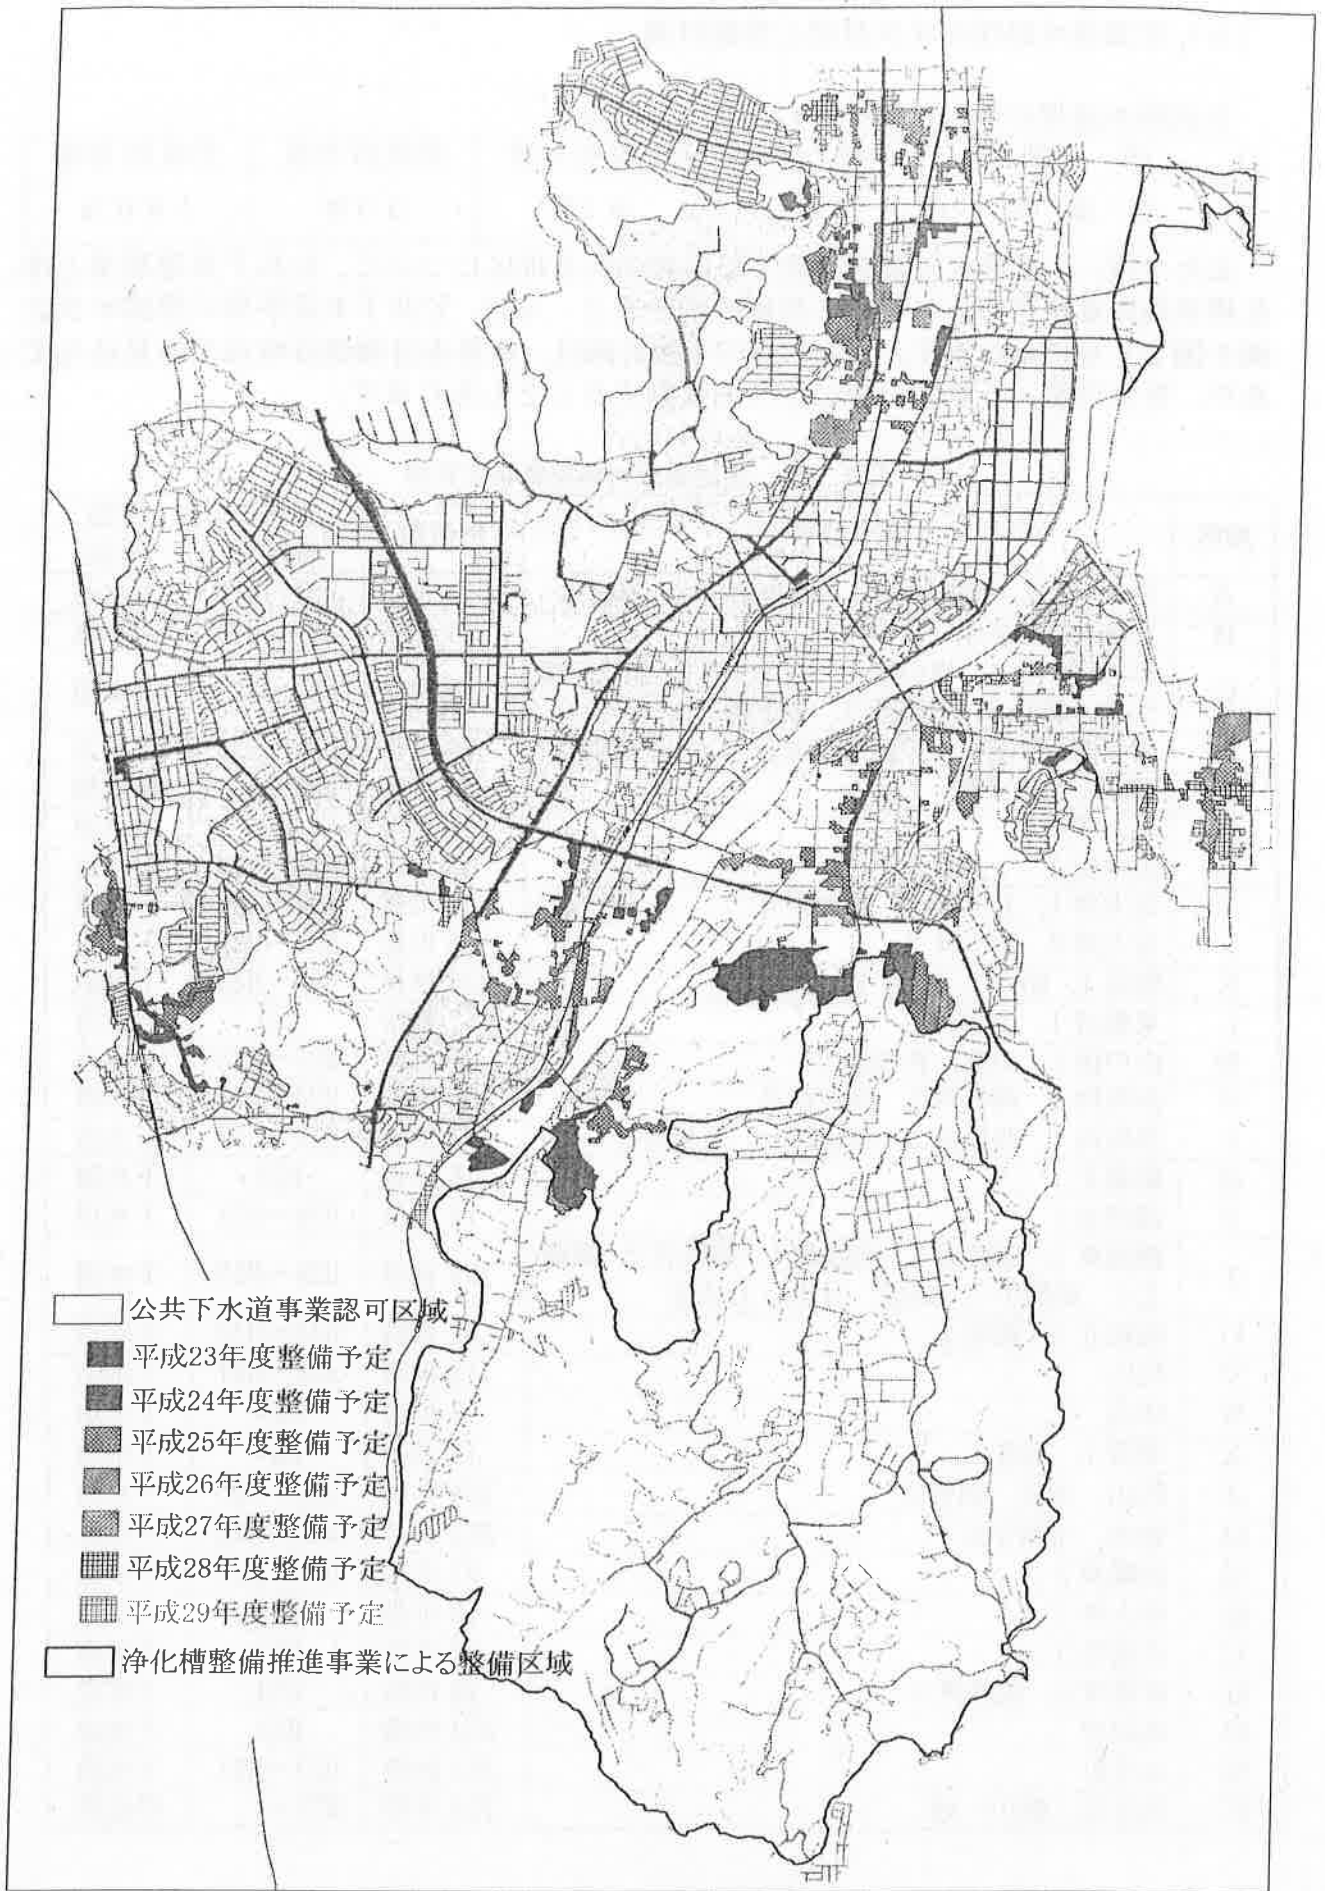 公共下水道事業認可区域
平成23年度整備予定
平成24年度整備予定
平成25年度整備予定
平成26年度整備予定
平成27年度整備予定
平成28年度整備予定
平成29年度整備予定
浄化槽整備推進事業による整備区域